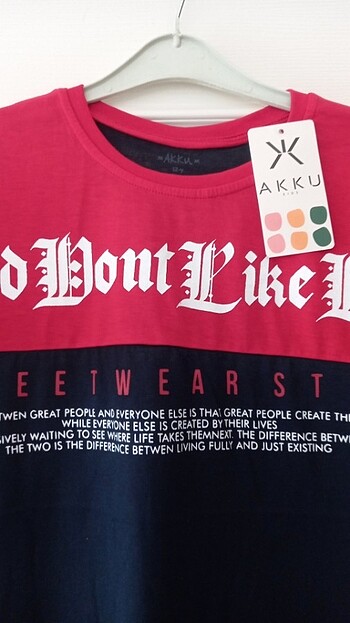 AKKU
AKKU
KIDS
d Dont Like
EETWEAR ST
TWEN GREAT PEOPLE AND EVERYONE ELSE IS THAT GREAT PEOPLE CREATE THE
WHILE EVERYONE ELSE IS CREATED BY THEIR LIVES
SIVELY WAITING TO SEE WHERE LIFE TAKES THEMNEXT. THE DIFFERENCE BETW
THE TWO IS THE DIFFERENCE BETWEN LIVING FULLY AND JUST EXISTING